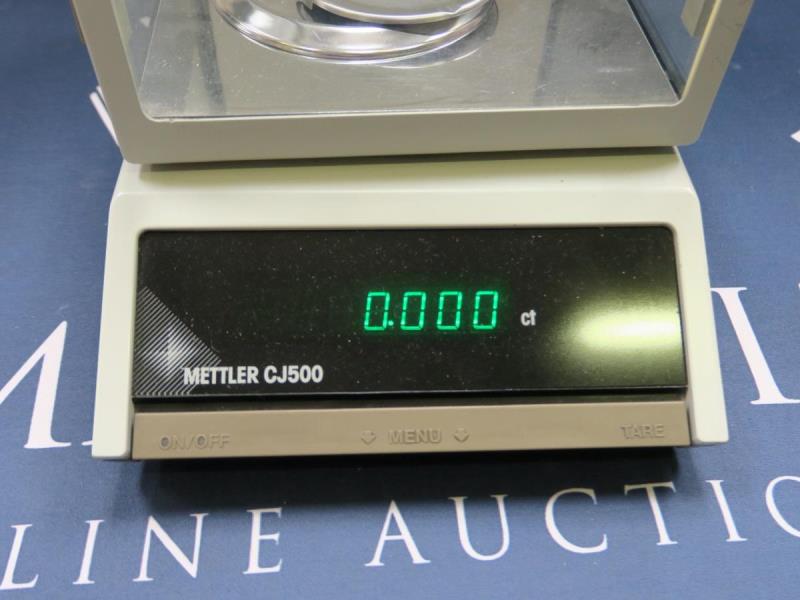 0.000 ct
METTLER CJ500
ON/OFF MENU TARE
LINE AUCTIO